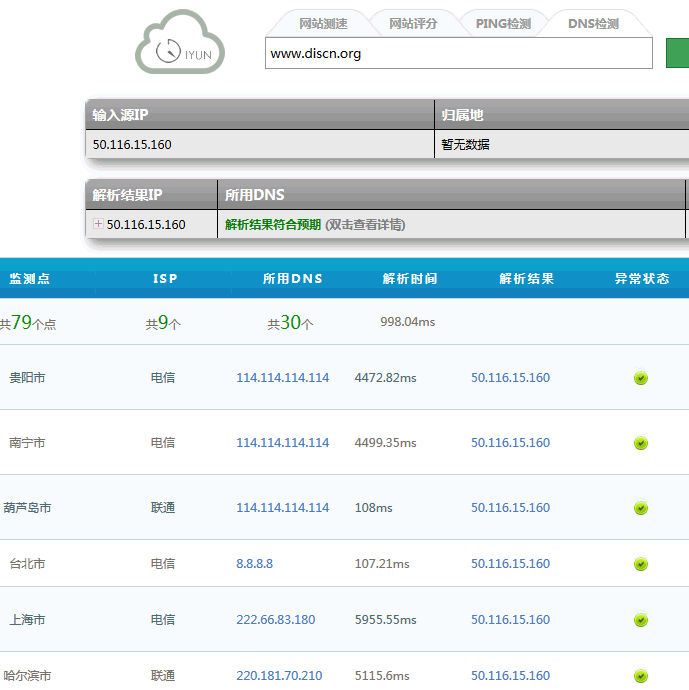 网站测速 网站评分 PING检测 DNS检测
IYUN
www.discn.org
输入源IP 归属地
50.116.15.160 暂无数据
解析结果IP 所用DNS
50.116.15.160 解析结果符合预期 (双击查看详情)
监测点 ISP 所用DNS 解析时间 解析结果 异常状态
共79个点 共9个 共30个 998.04ms
贵阳市 电信 114.114.114.114 4472.82ms 50.116.15.160
南宁市 电信 114.114.114.114 4499.35ms 50.116.15.160
葫芦岛市 联通 114.114.114.114 108ms 50.116.15.160
台北市 电信 8.8.8.8 107.21ms 50.116.15.160
上海市 电信 222.66.83.180 5955.55ms 50.116.15.160
哈尔滨市 联通 220.181.70.210 5115.6ms 50.116.15.160